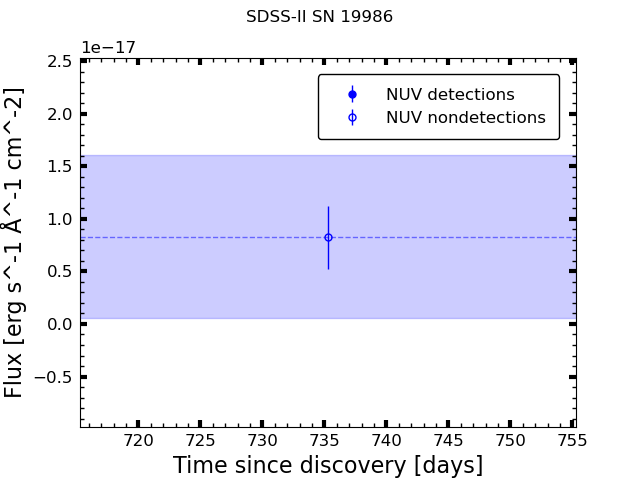 SDSS-II SN 19986
1e−17
2.5
2.0
1.5
1.0
0.5
0.0
−0.5
Flux [erg s^-1 Å^-1 cm^-2]
NUV detections
NUV nondetections
720 725 730 735 740 745 750 755
Time since discovery [days]